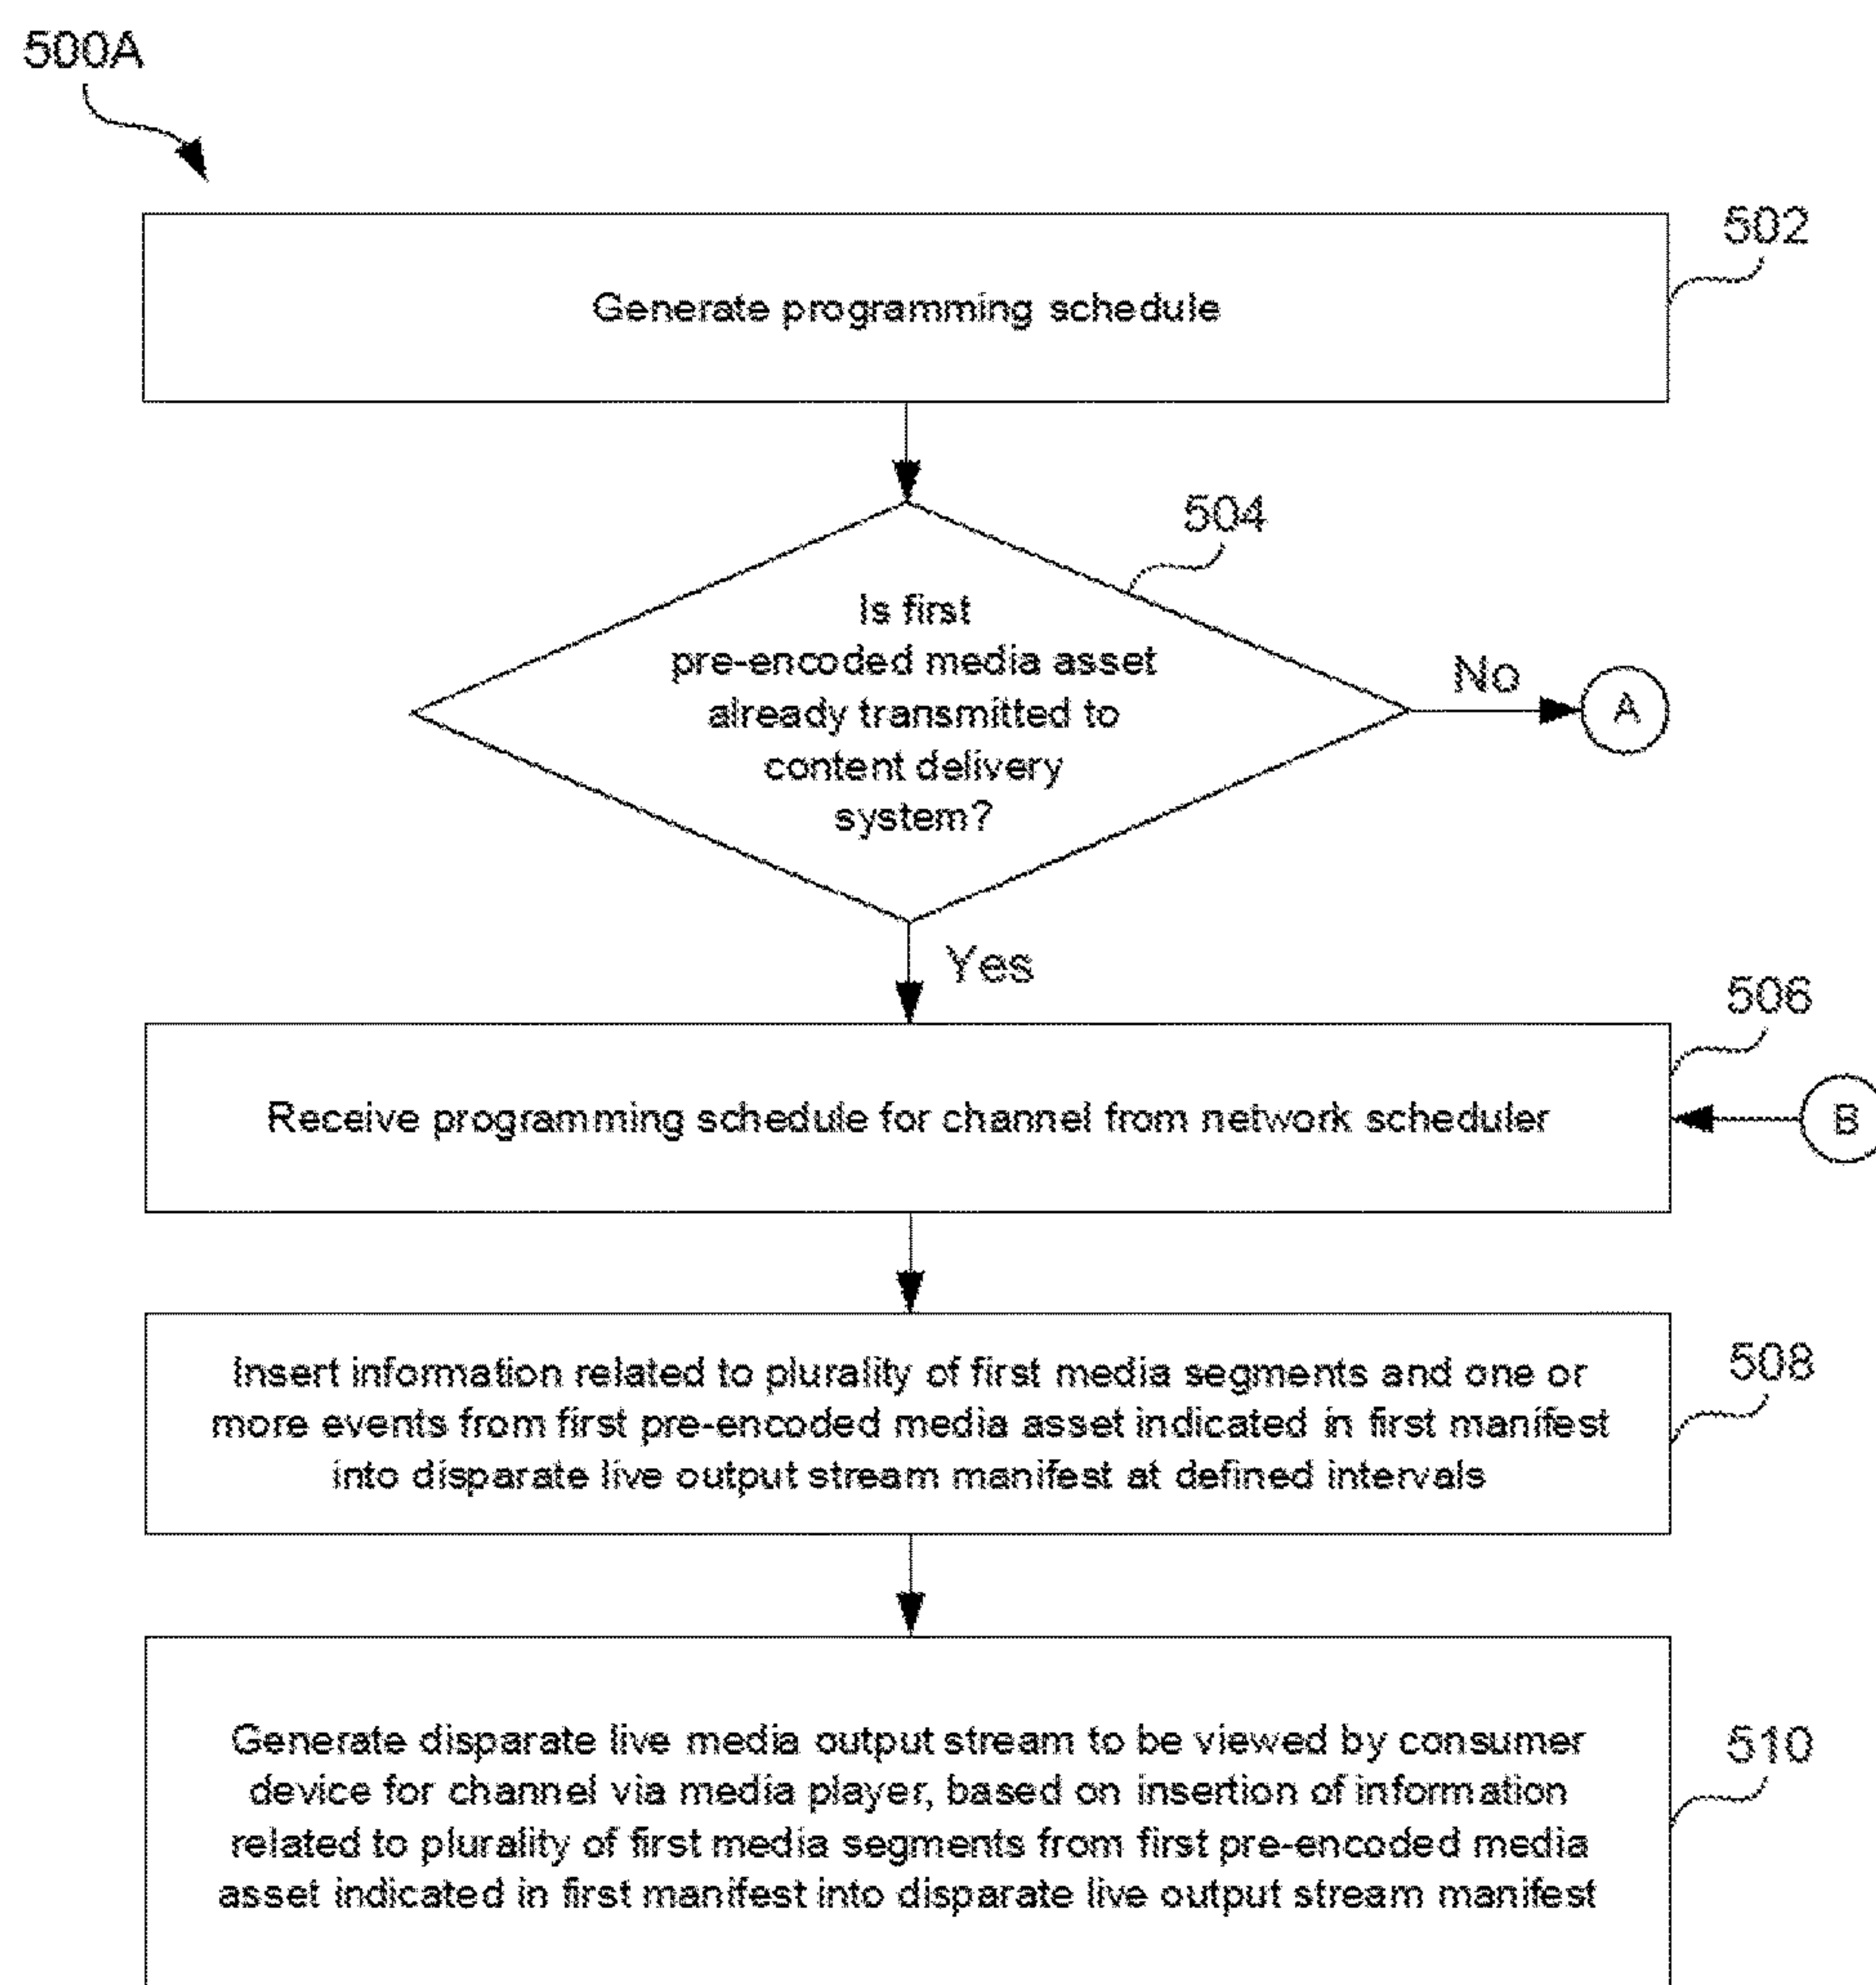 500A
502
Generate programming schedule
504
Is first
pre-encoded media asset
already transmitted to
content delivery
system?
No
A
Yes
506
Receive programming schedule for channel from network scheduler
B
508
Insert information related to plurality of first media segments and one or
more events from first pre-encoded media asset indicated in first manifest
into disparate live output stream manifest at defined intervals
510
Generate disparate live media output stream to be viewed by consumer
device for channel via media player, based on insertion of information
related to plurality of first media segments from first pre-encoded media
asset indicated in first manifest into disparate live output stream manifest